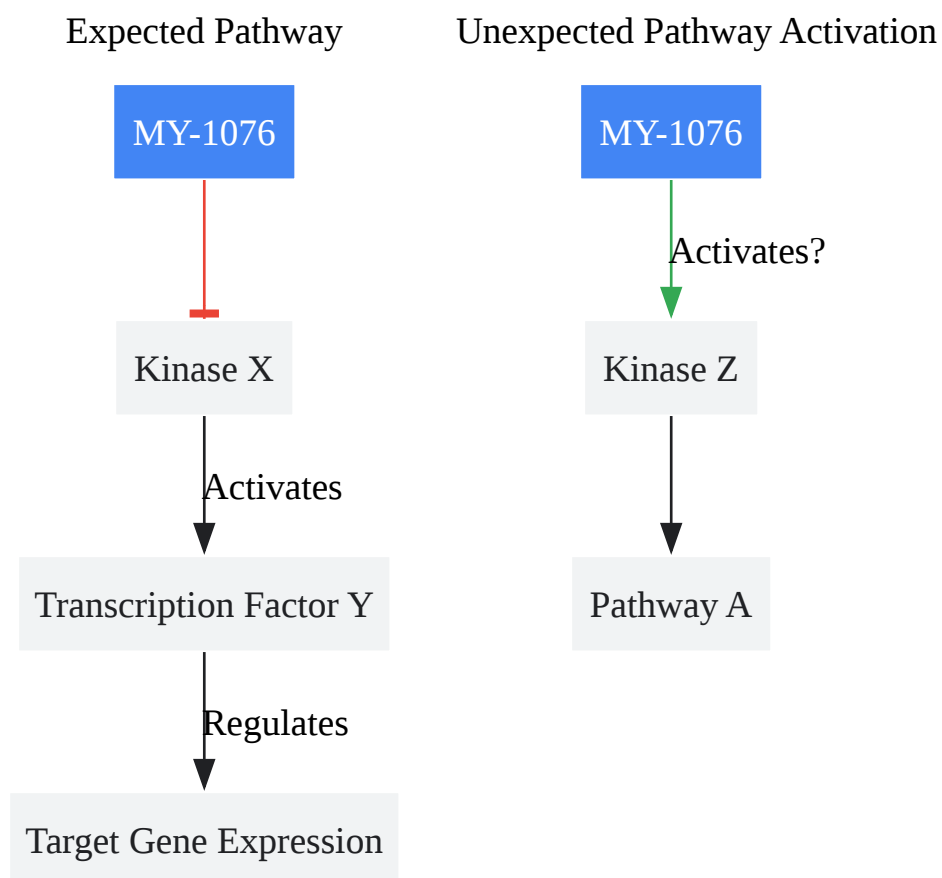 Expected Pathway
MY-1076
Kinase X
Activates
Transcription Factor Y
Regulates
Target Gene Expression
Unexpected Pathway Activation
MY-1076
Activates?
Kinase Z
Pathway A